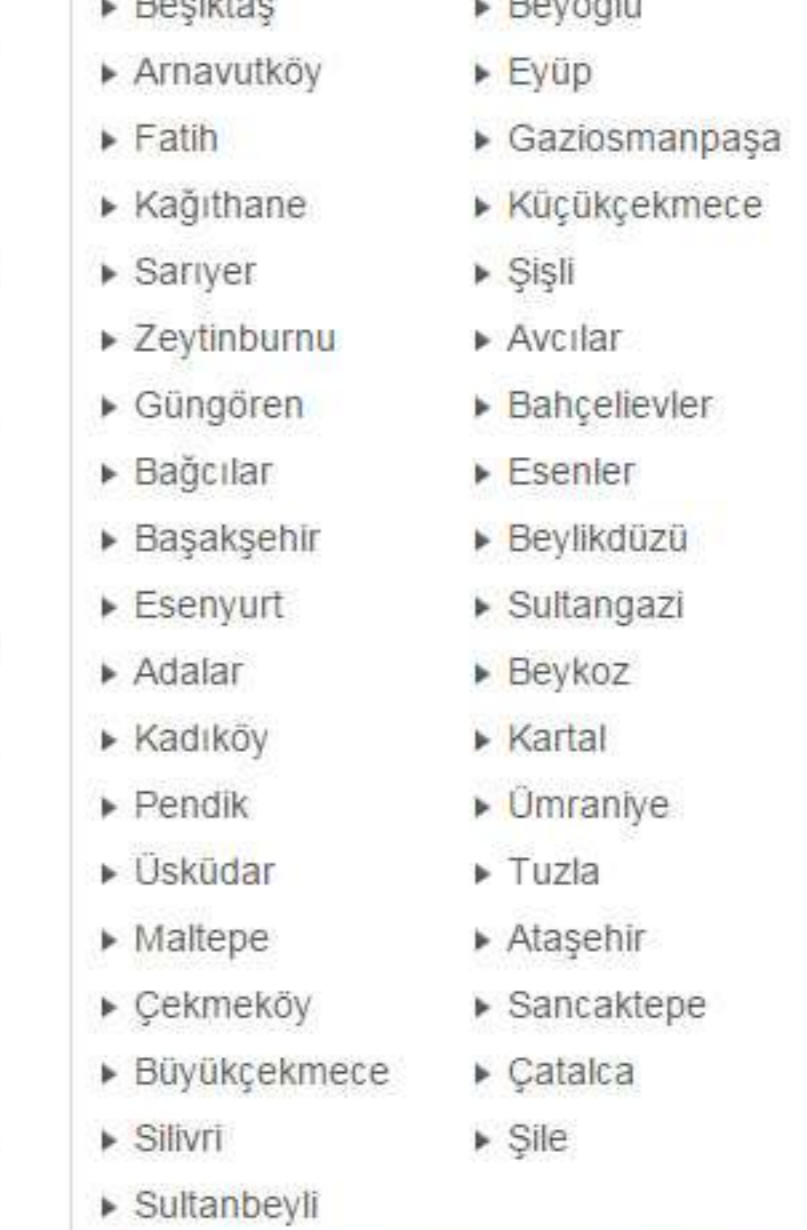 Beşiktaş Beyoğlu
Arnavutköy Eyüp
Fatih Gaziosmanpaşa
Kağıthane Küçükçekmece
Sarıyer Şişli
Zeytinburnu Avcılar
Güngören Bahçelievler
Bağcılar Esenler
Başakşehir Beylikdüzü
Esenyurt Sultangazi
Adalar Beykoz
Kadıköy Kartal
Pendik Ümraniye
Üsküdar Tuzla
Maltepe Ataşehir
Çekmeköy Sancaktepe
Büyükçekmece Çatalca
Silivri Şile
Sultanbeyli